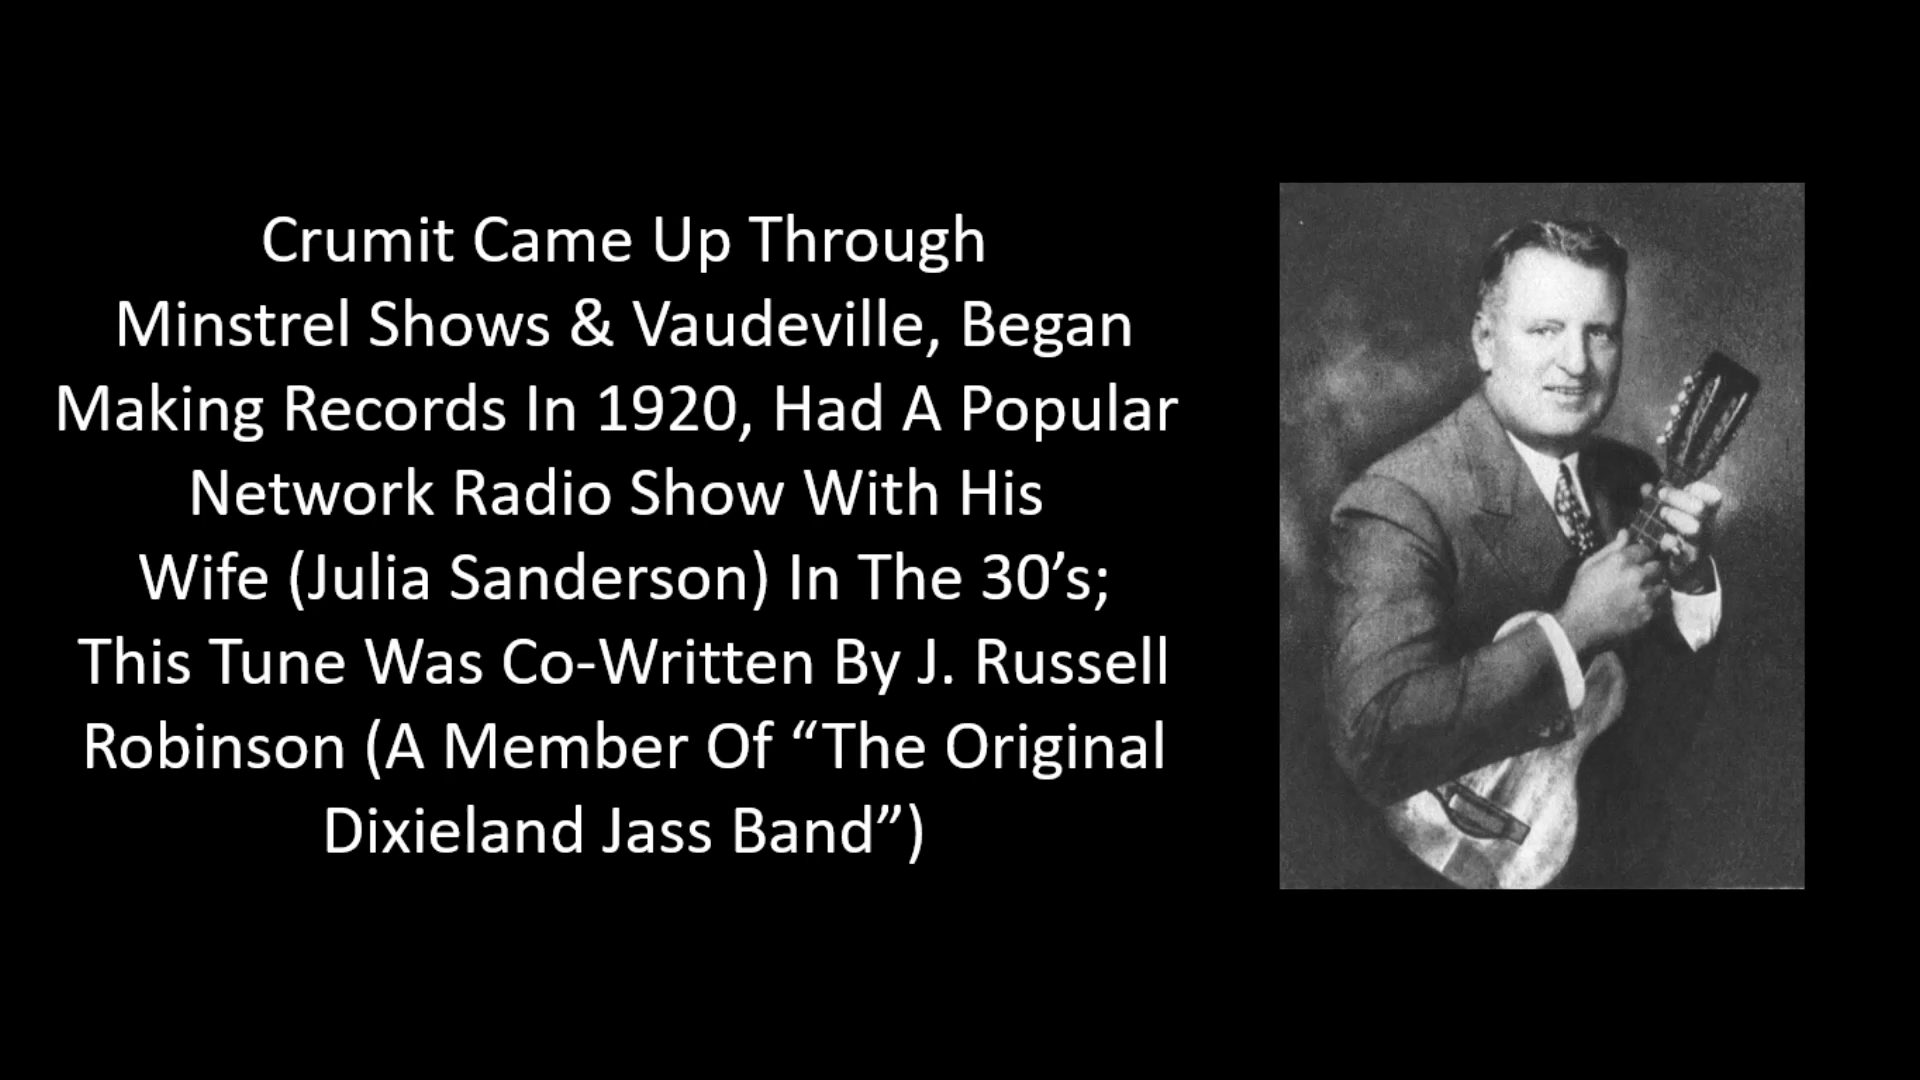 Crumit Came Up Through
Minstrel Shows & Vaudeville, Began
Making Records In 1920, Had A Popular
Network Radio Show With His
Wife (Julia Sanderson) In The 30’s;
This Tune Was Co-Written By J. Russell
Robinson (A Member Of “The Original
Dixieland Jass Band”)